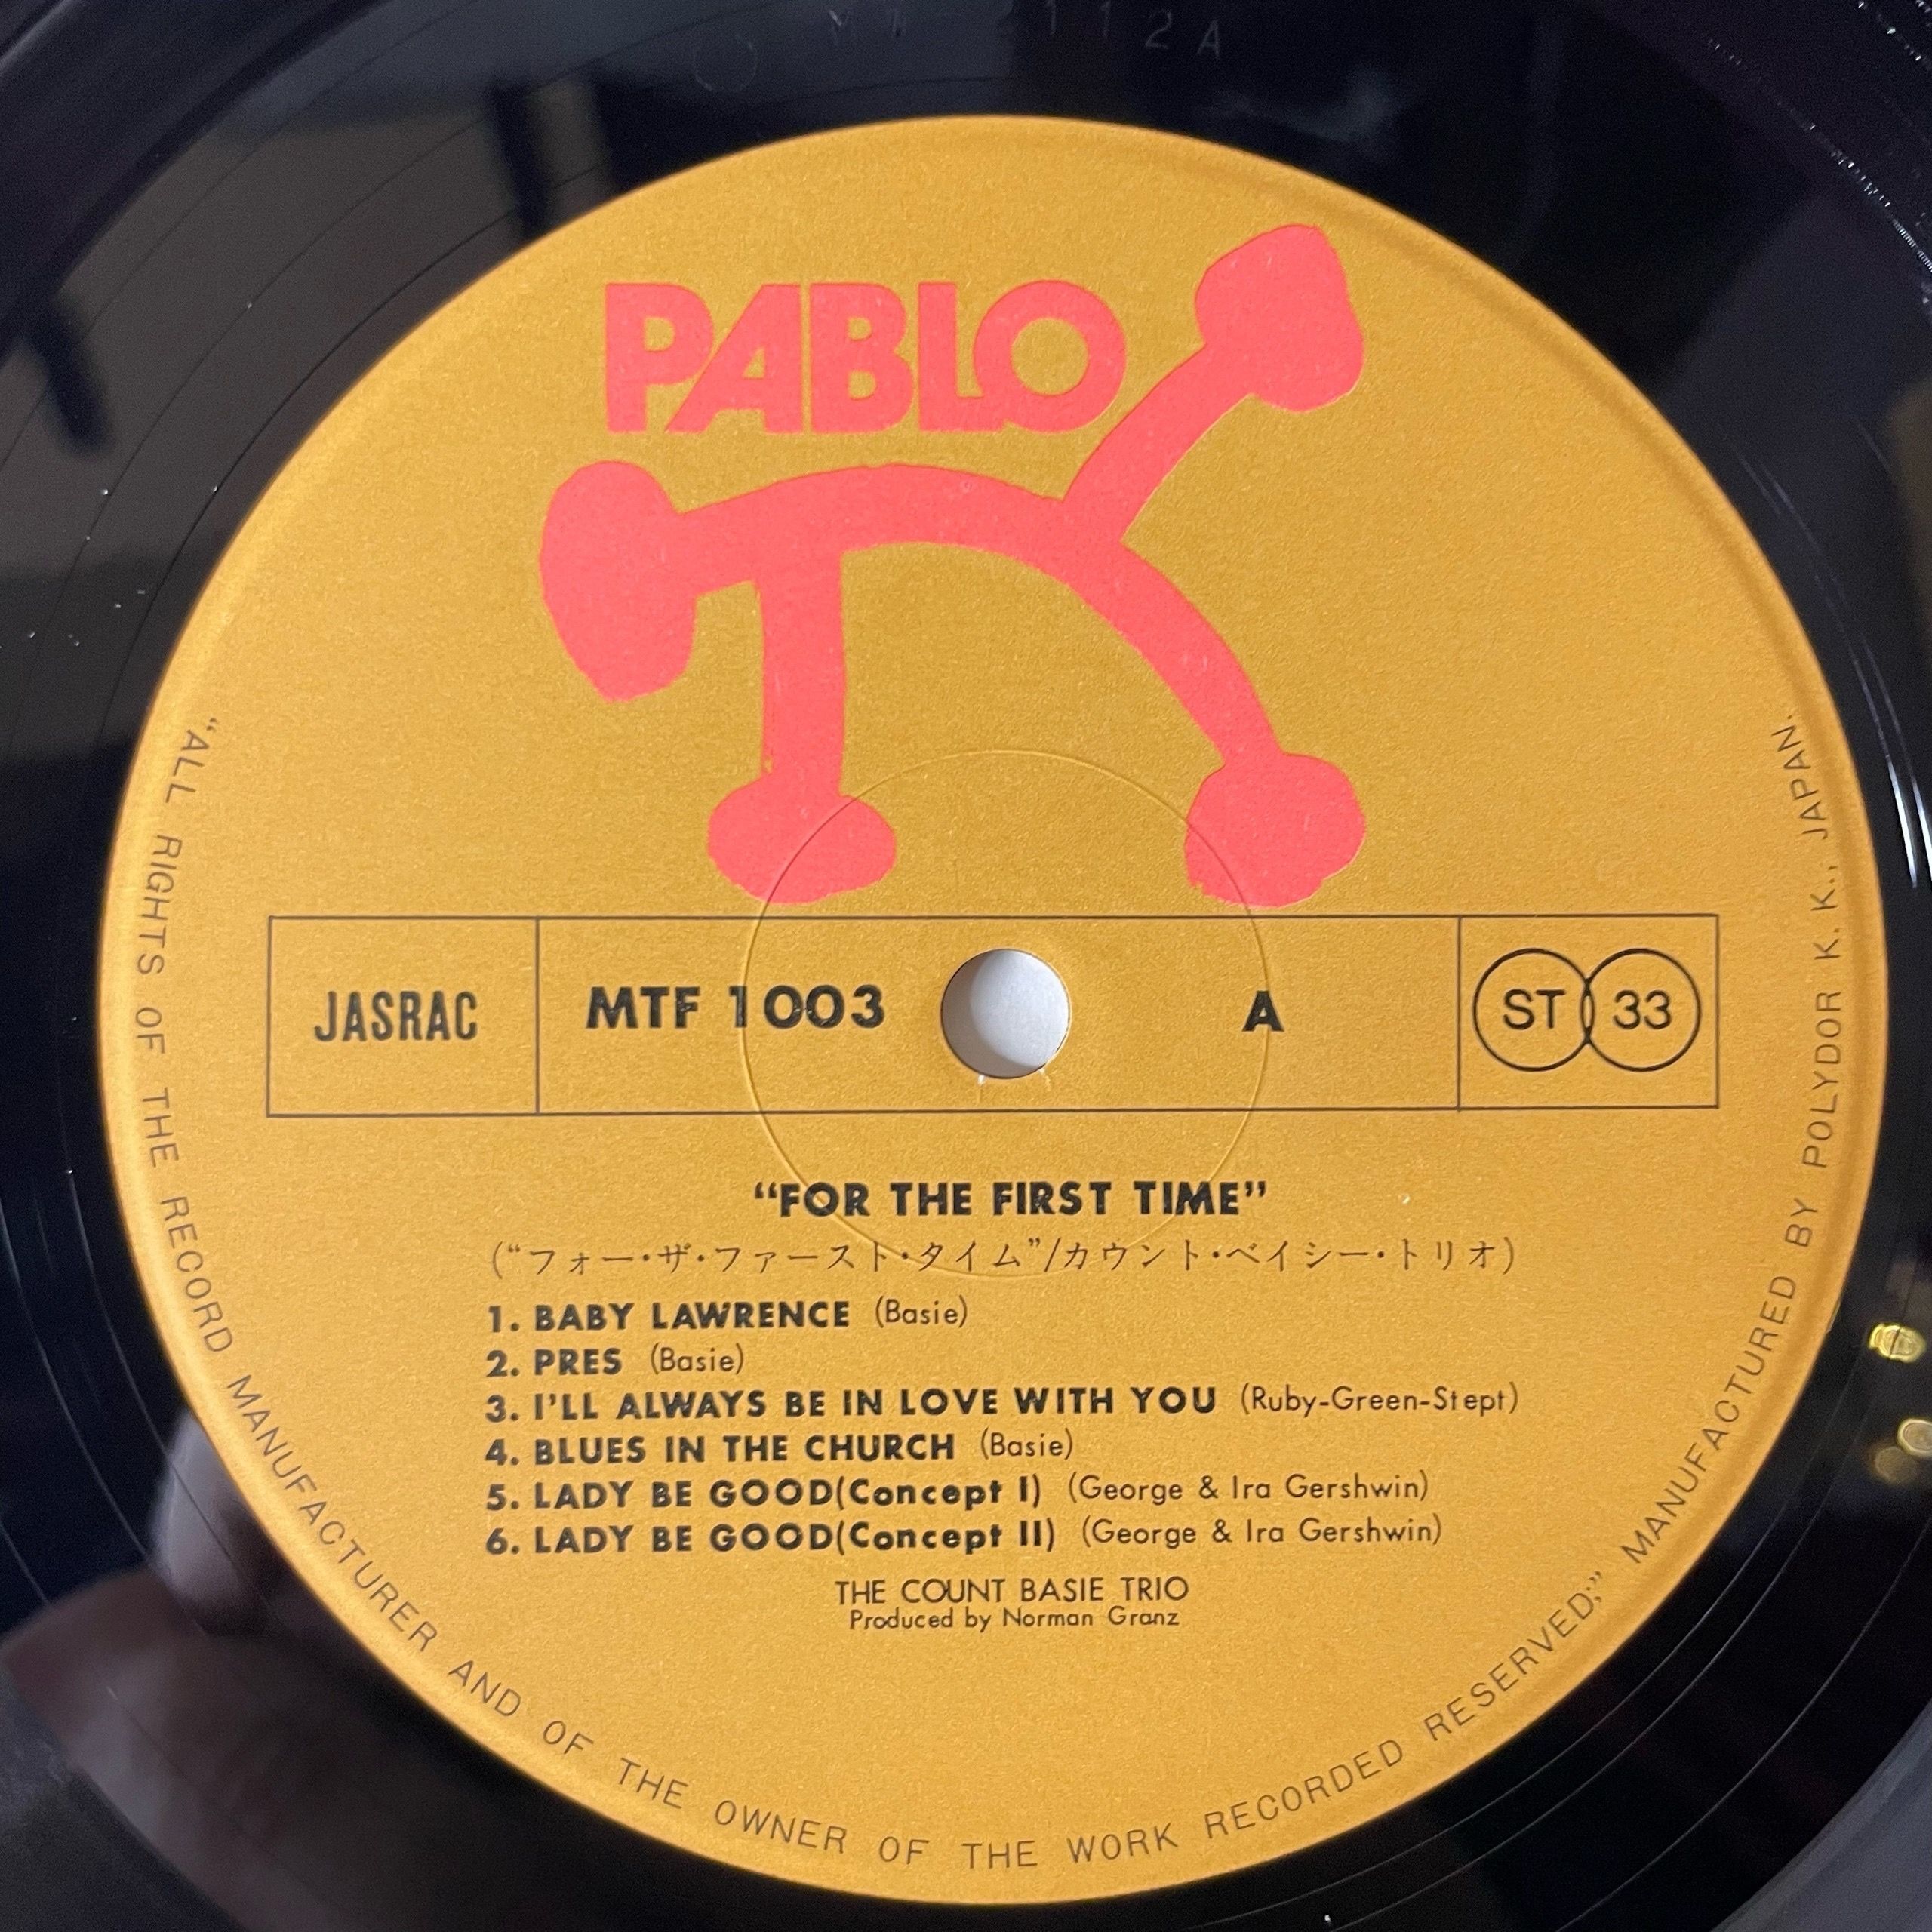 2112 A
PABLO
JASRAC
MTF 1003
A
ST 33
“FOR THE FIRST TIME”
(“フォー・ザ・ファースト・タイム”/カウント・ベイシー・トリオ)
1. BABY LAWRENCE (Basie)
2. PRES (Basie)
3. I'LL ALWAYS BE IN LOVE WITH YOU (Ruby-Green-Stept)
4. BLUES IN THE CHURCH (Basie)
5. LADY BE GOOD(Concept I) (George & Ira Gershwin)
6. LADY BE GOOD(Concept II) (George & Ira Gershwin)
THE COUNT BASIE TRIO
Produced by Norman Granz
“ALL RIGHTS OF THE RECORD MANUFACTURER AND OF THE OWNER OF THE WORK RECORDED RESERVED;” MANUFACTURED BY POLYDOR K. K., JAPAN.